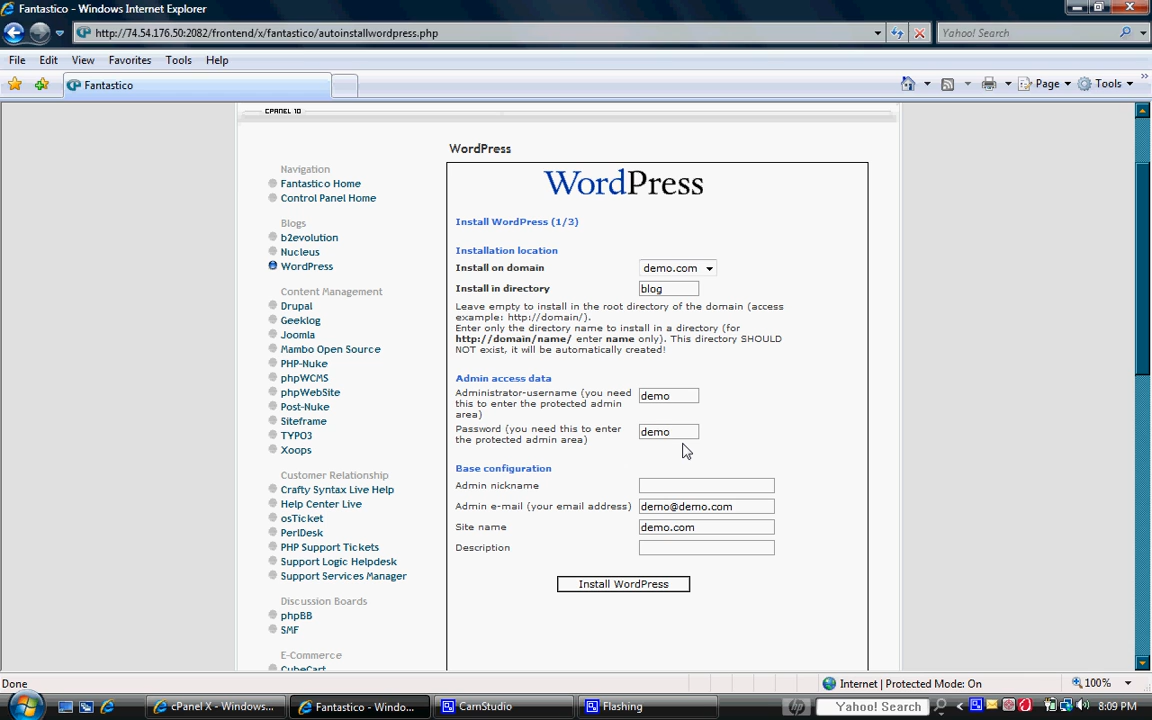 Fantastico - Windows Internet Explorer
http://74.54.176.50:2082/frontend/x/fantastico/autoinstallwordpress.php
Yahoo! Search
File Edit View Favorites Tools Help
Fantastico
Page Tools
CPANEL 10
WordPress
Navigation
Fantastico Home
Control Panel Home
Blogs
b2evolution
Nucleus
WordPress
Content Management
Drupal
Geeklog
Joomla
Mambo Open Source
PHP-Nuke
phpWCMS
phpWebSite
Post-Nuke
Siteframe
TYPO3
Xoops
Customer Relationship
Crafty Syntax Live Help
Help Center Live
osTicket
PerlDesk
PHP Support Tickets
Support Logic Helpdesk
Support Services Manager
Discussion Boards
phpBB
SMF
E-Commerce
CubeCart
WordPress
Install WordPress (1/3)
Installation location
Install on domain demo.com
Install in directory blog
Leave empty to install in the root directory of the domain (access
example: http://domain/).
Enter only the directory name to install in a directory (for
http://domain/name/ enter name only). This directory SHOULD
NOT exist, it will be automatically created!
Admin access data
Administrator-username (you need
this to enter the protected admin
area)
demo
Password (you need this to enter
the protected admin area)
demo
Base configuration
Admin nickname
Admin e-mail (your email address) demo@demo.com
Site name demo.com
Description
Install WordPress
Done
Internet | Protected Mode: On
100%
cPanel X - Windows...
Fantastico - Windo...
CamStudio
Flashing
hp
Yahoo! Search
8:09 PM